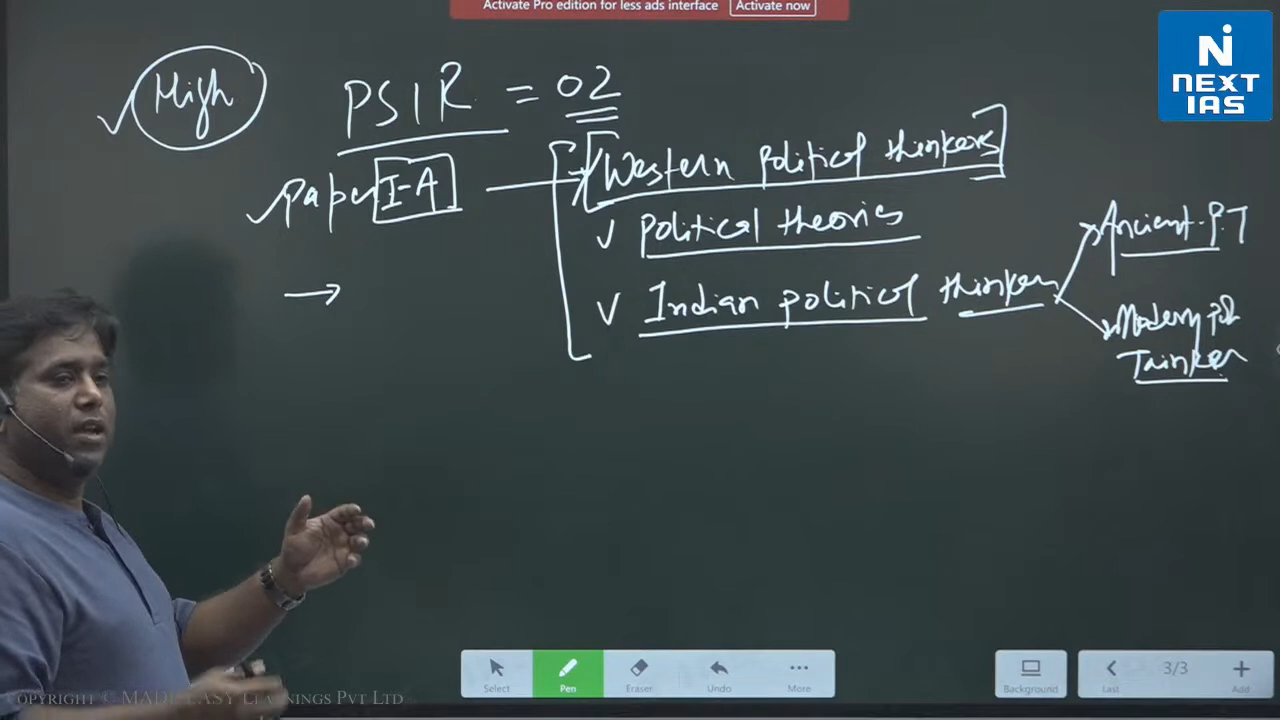 Activate Pro edition for less ads interface Activate now
NEXT
IAS
High
PSIR = 02
Paper I-A
Western Political thinkers
Political theories
Indian political thinker
Ancient P.T
Modern Pol
Tainker
Select Pen Eraser Undo More
Background
Last 3/3 Add
COPYRIGHT © MADE EASY LEARNINGS PVT LTD